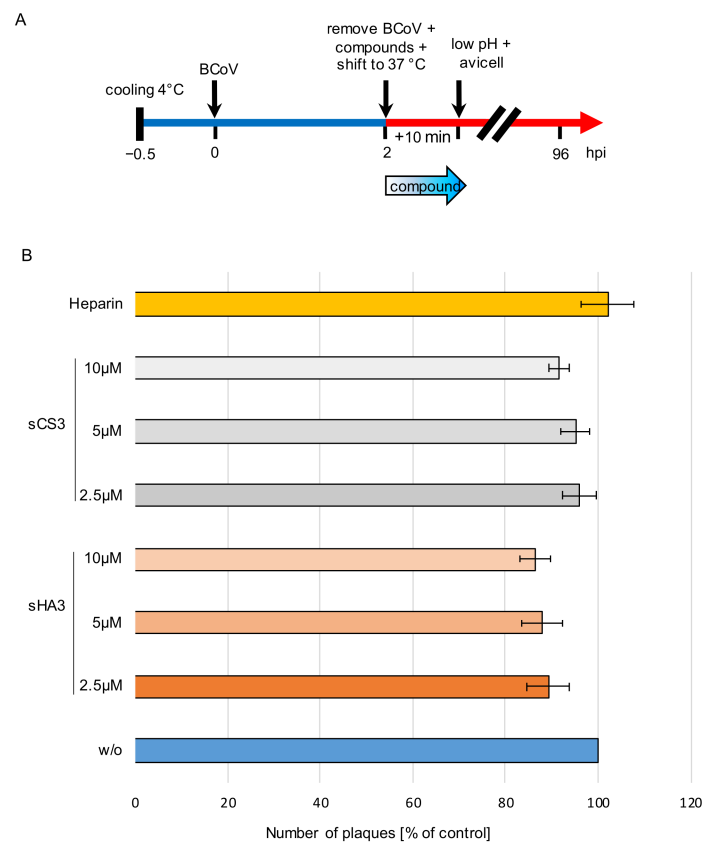 A
remove BCoV +
compounds +
shift to 37 °C
low pH +
avicell
BCoV
cooling 4°C
+10 min
−0.5
0
2
96
hpi
compound
B
Heparin
10µM
sCS3
5µM
2.5µM
10µM
sHA3
5µM
2.5µM
w/o
0
20
40
60
80
100
120
Number of plaques [% of control]